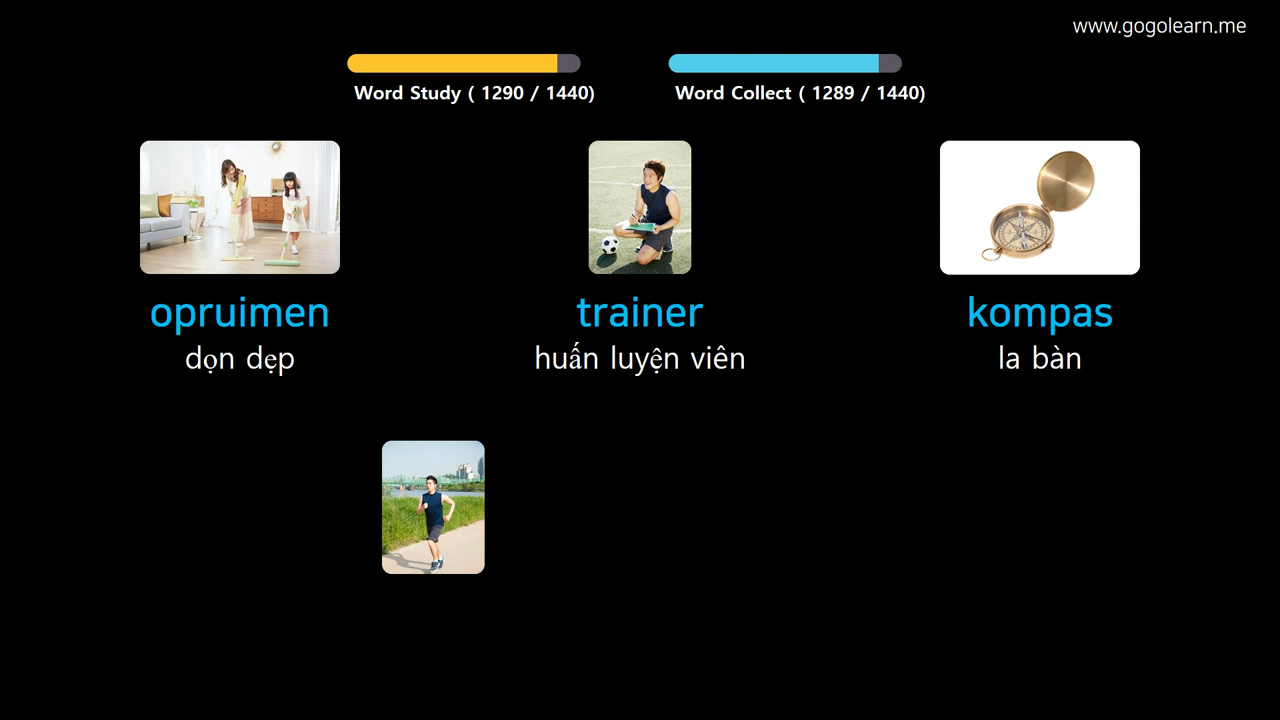 www.gogolearn.me
Word Study ( 1290 / 1440)
Word Collect ( 1289 / 1440)
opruimen
trainer
kompas
dọn dẹp
huấn luyện viên
la bàn